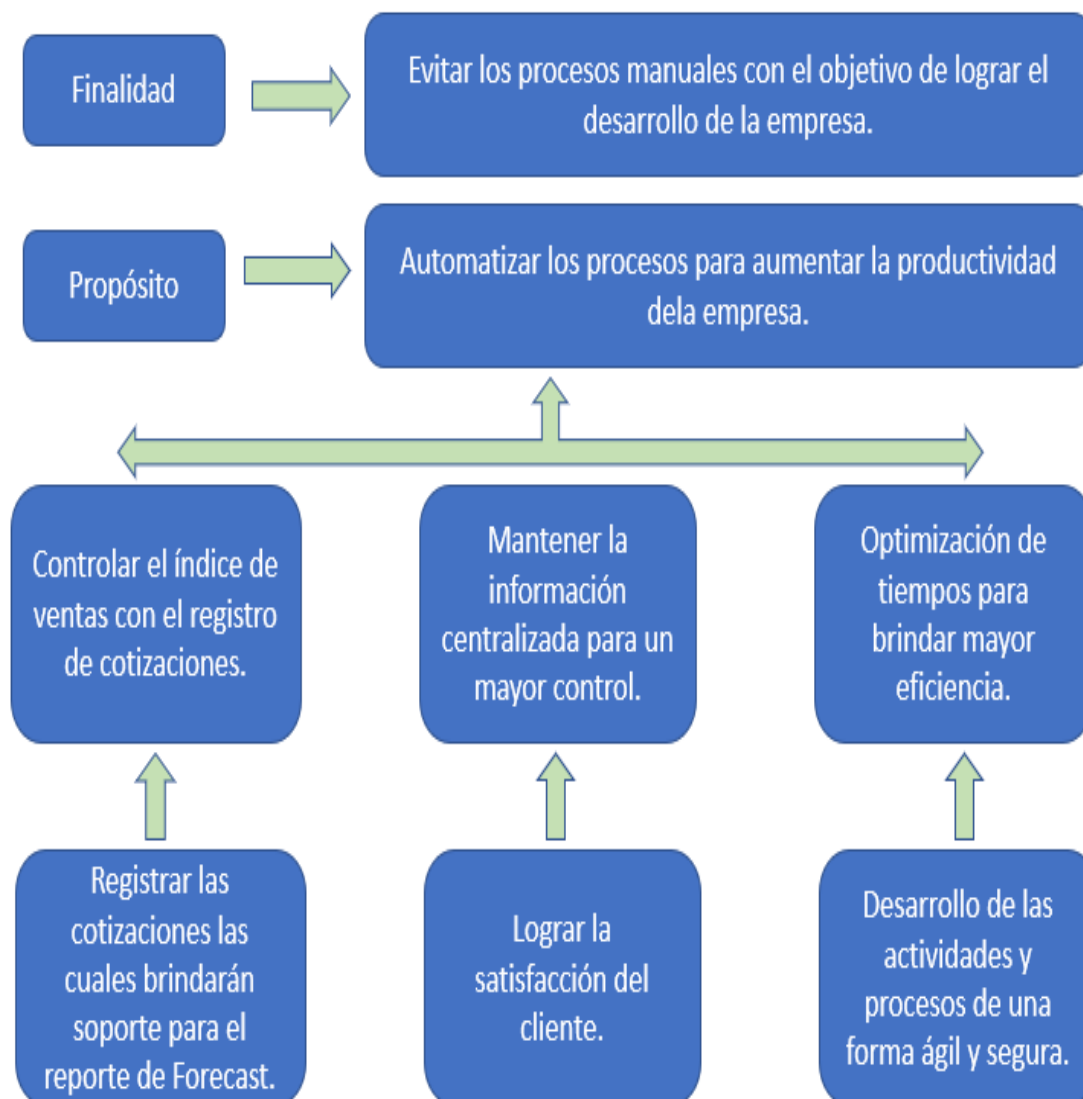 Finalidad
Evitar los procesos manuales con el objetivo de lograr el
desarrollo de la empresa.
Propósito
Automatizar los procesos para aumentar la productividad
dela empresa.
Controlar el índice de
ventas con el registro
de cotizaciones.
Mantener la
información
centralizada para un
mayor control.
Optimización de
tiempos para
brindar mayor
eficiencia.
Registrar las
cotizaciones las
cuales brindarán
soporte para el
reporte de Forecast.
Lograr la
satisfacción del
cliente.
Desarrollo de las
actividades y
procesos de una
forma ágil y segura.